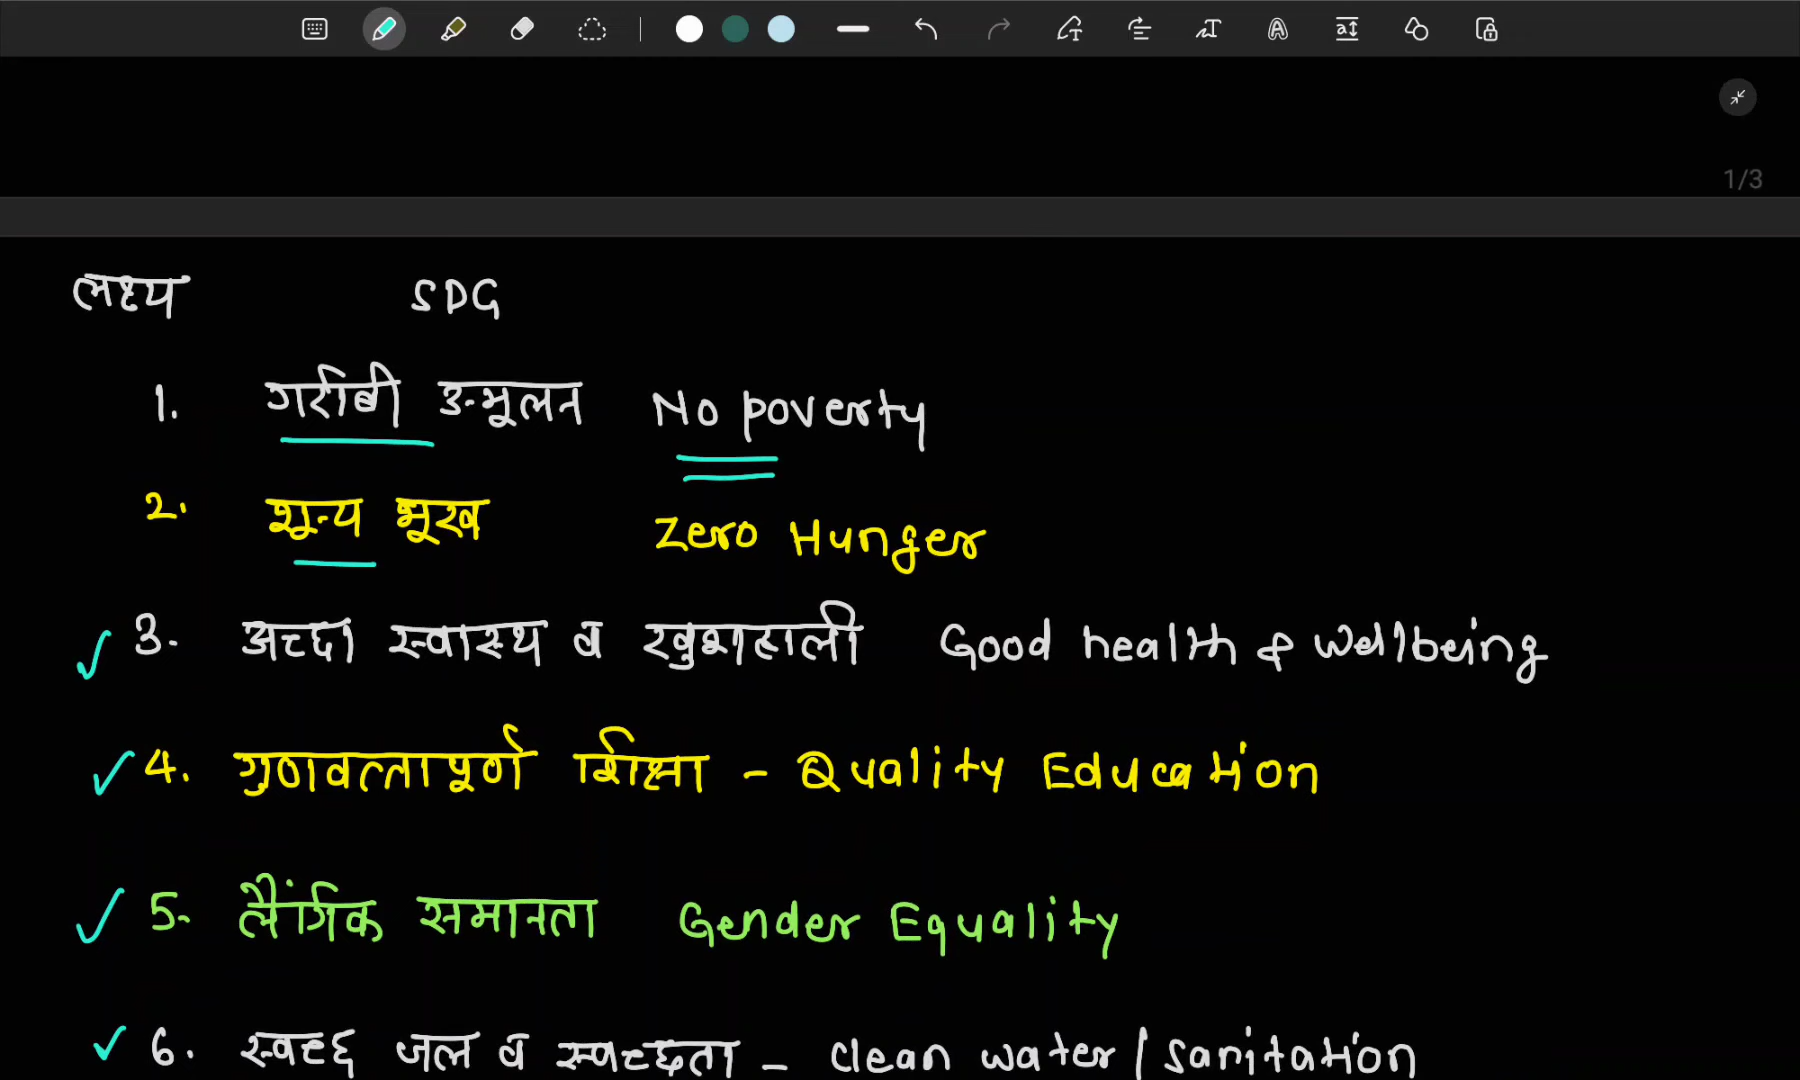 1/3
लक्ष्य SDG
1. गरीबी उन्मूलन No poverty
2. शून्य भूख Zero Hunger
3. अच्छा स्वास्थ्य व खुशहाली Good health & wellbeing
4. गुणवत्तापूर्ण शिक्षा - Quality Education
5. लैंगिक समानता Gender Equality
6. स्वच्छ जल व स्वच्छता - clean water / sanitation